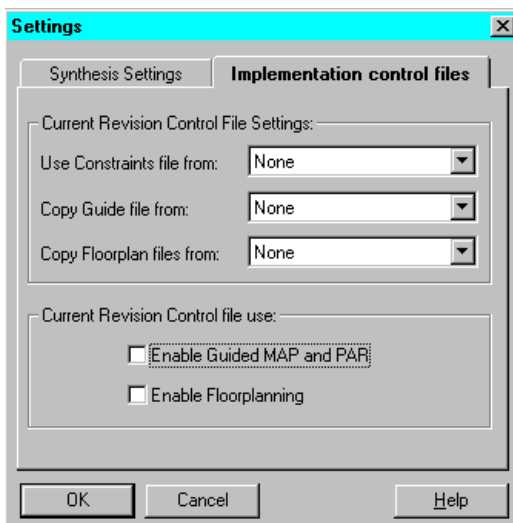 Settings
Synthesis Settings Implementation control files
Current Revision Control File Settings:
Use Constraints file from: None
Copy Guide file from: None
Copy Floorplan files from: None
Current Revision Control file use:
Enable Guided MAP and PAR
Enable Floorplanning
OK Cancel Help